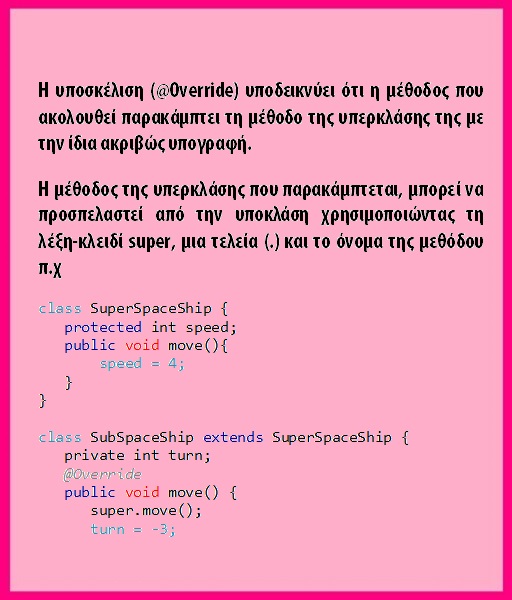 Η υποσκέλιση (@Override) υποδεικνύει ότι η μέθοδος που
ακολουθεί παρακάμπτει τη μέθοδο της υπερκλάσης της με
την ίδια ακριβώς υπογραφή.
Η μέθοδος της υπερκλάσης που παρακάμπτεται, μπορεί να
προσπελαστεί από την υποκλάση χρησιμοποιώντας τη
λέξη-κλειδί super, μια τελεία (.) και το όνομα της μεθόδου
π.χ
class SuperSpaceShip {
protected int speed;
public void move(){
speed = 4;
}
}
class SubSpaceShip extends SuperSpaceShip {
private int turn;
@Override
public void move() {
super.move();
turn = -3;